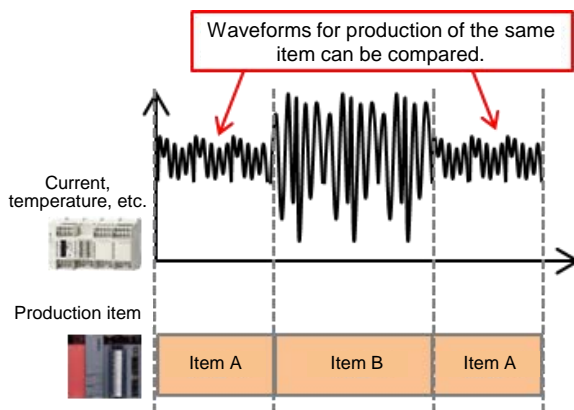 Waveforms for production of the same
item can be compared.
Current,
temperature, etc.
Production item
Item A
Item B
Item A